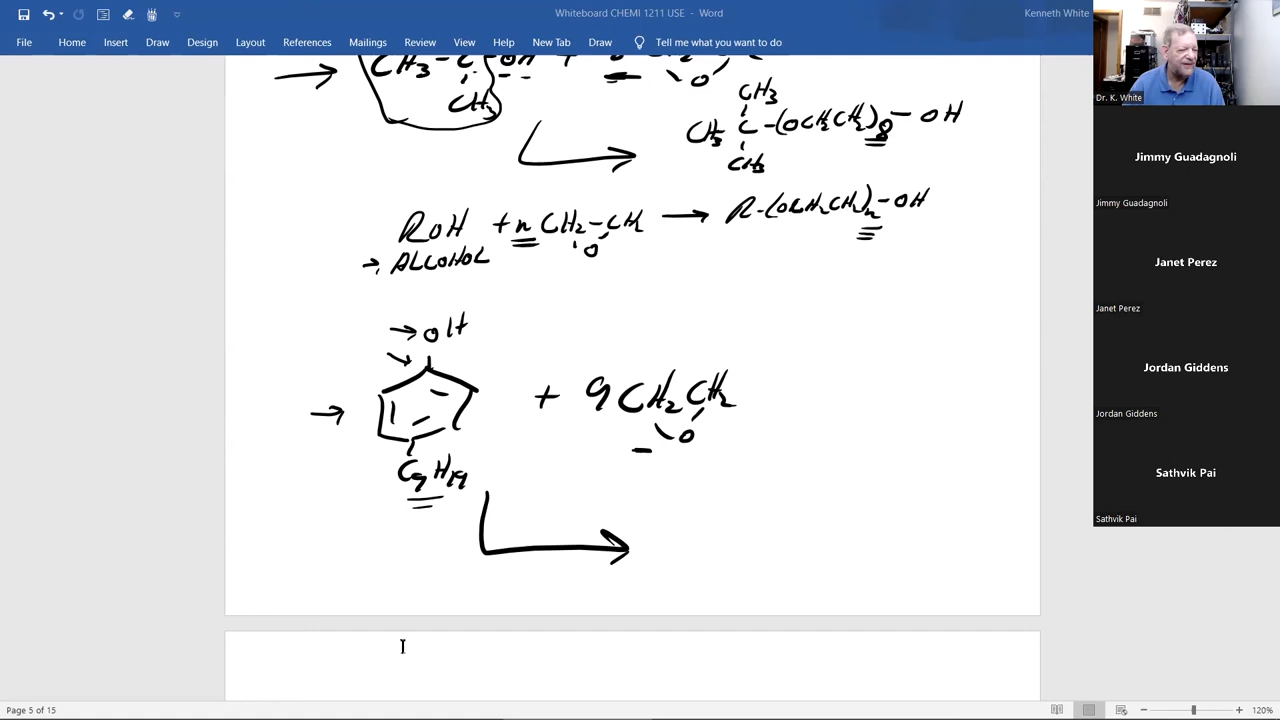 Whiteboard CHEMI 1211 USE - Word
Kenneth White
File Home Insert Draw Design Layout References Mailings Review View Help New Tab Draw Tell me what you want to do
Dr. K. White
CH3 - C OH +
O
CH3
CH3
CH3 C -(OCH2CH2)8 - OH
CH3
ROH + n CH2-CH2 → R-(OCH2CH2)n-OH
O
→ ALCOHOL
→ OH
+ 9 CH2 CH2
O
C9H19
Jimmy Guadagnoli
Jimmy Guadagnoli
Janet Perez
Janet Perez
Jordan Giddens
Jordan Giddens
Sathvik Pai
Sathvik Pai
Page 5 of 15
120%